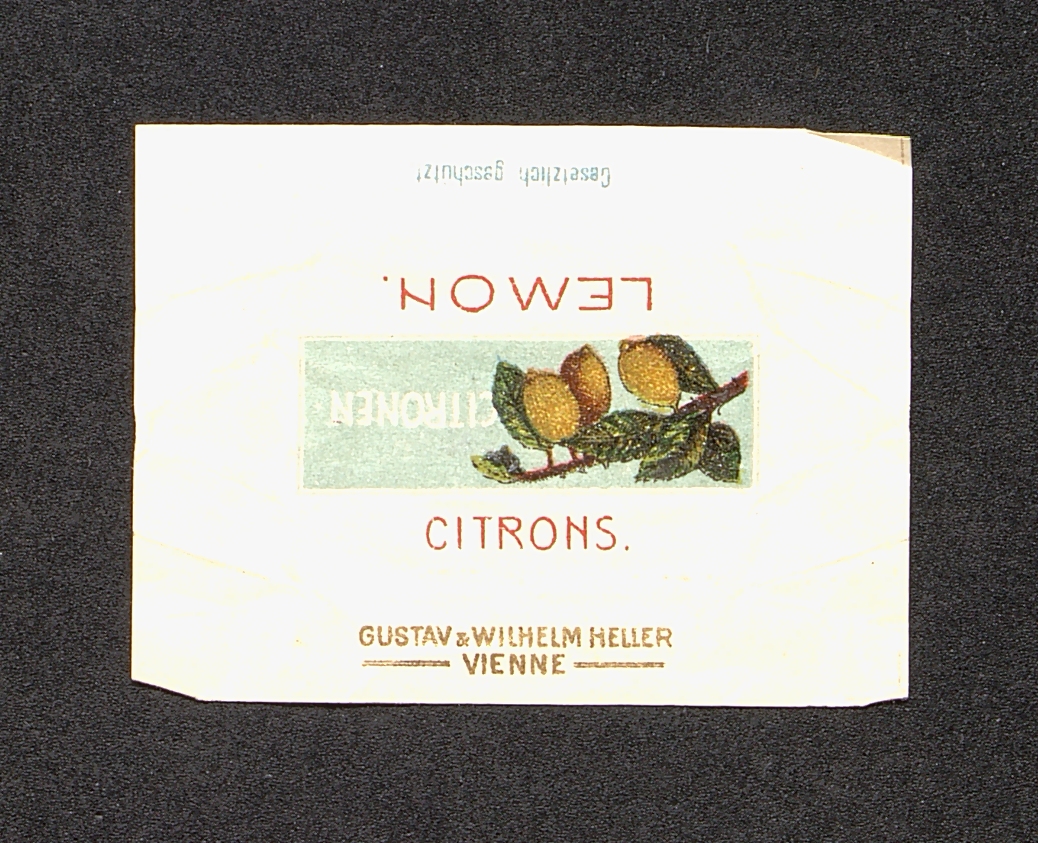 Gesetzlich geschützt
LEMON.
CITRONEN
CITRONS.
GUSTAV & WILHELM HELLER
VIENNE